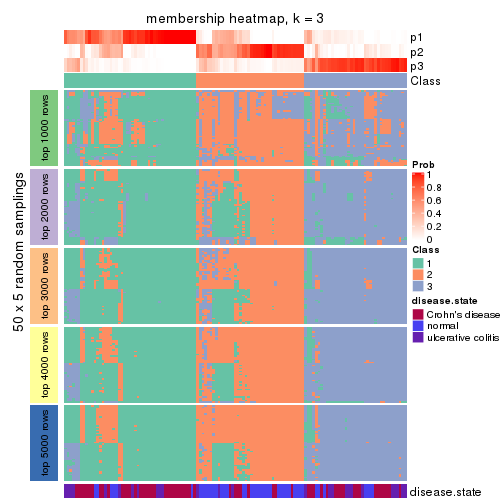 membership heatmap, k = 3
p1
p2
p3
Class
50 x 5 random samplings
top 1000 rows
top 2000 rows
top 3000 rows
top 4000 rows
top 5000 rows
Prob
1
0.8
0.6
0.4
0.2
0
Class
1
2
3
disease.state
Crohn's disease
normal
ulcerative colitis
disease.state